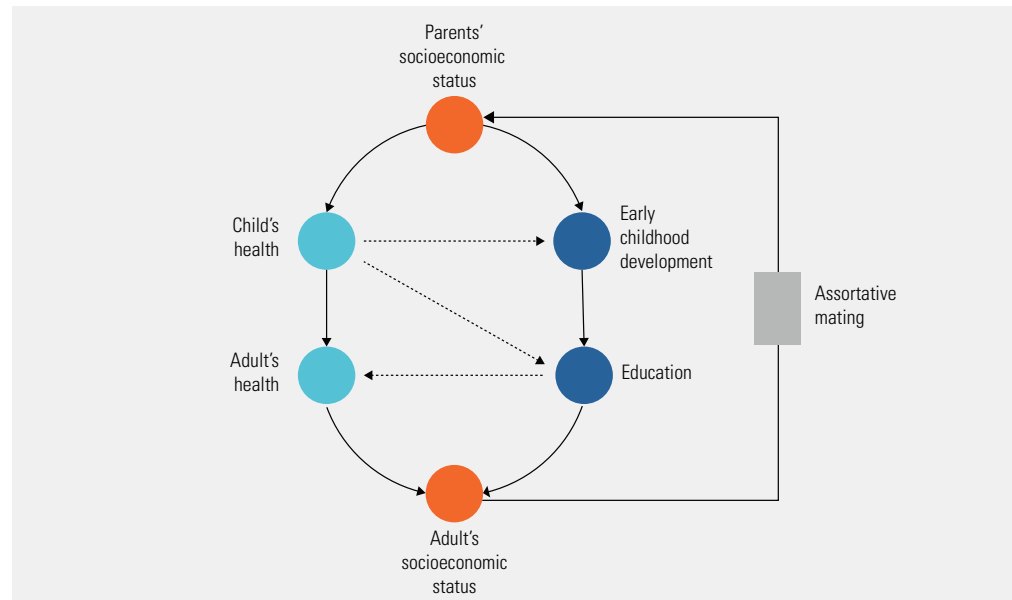 Parents'
socioeconomic
status
Child's
health
Early
childhood
development
Assortative
mating
Adult's
health
Education
Adult's
socioeconomic
status